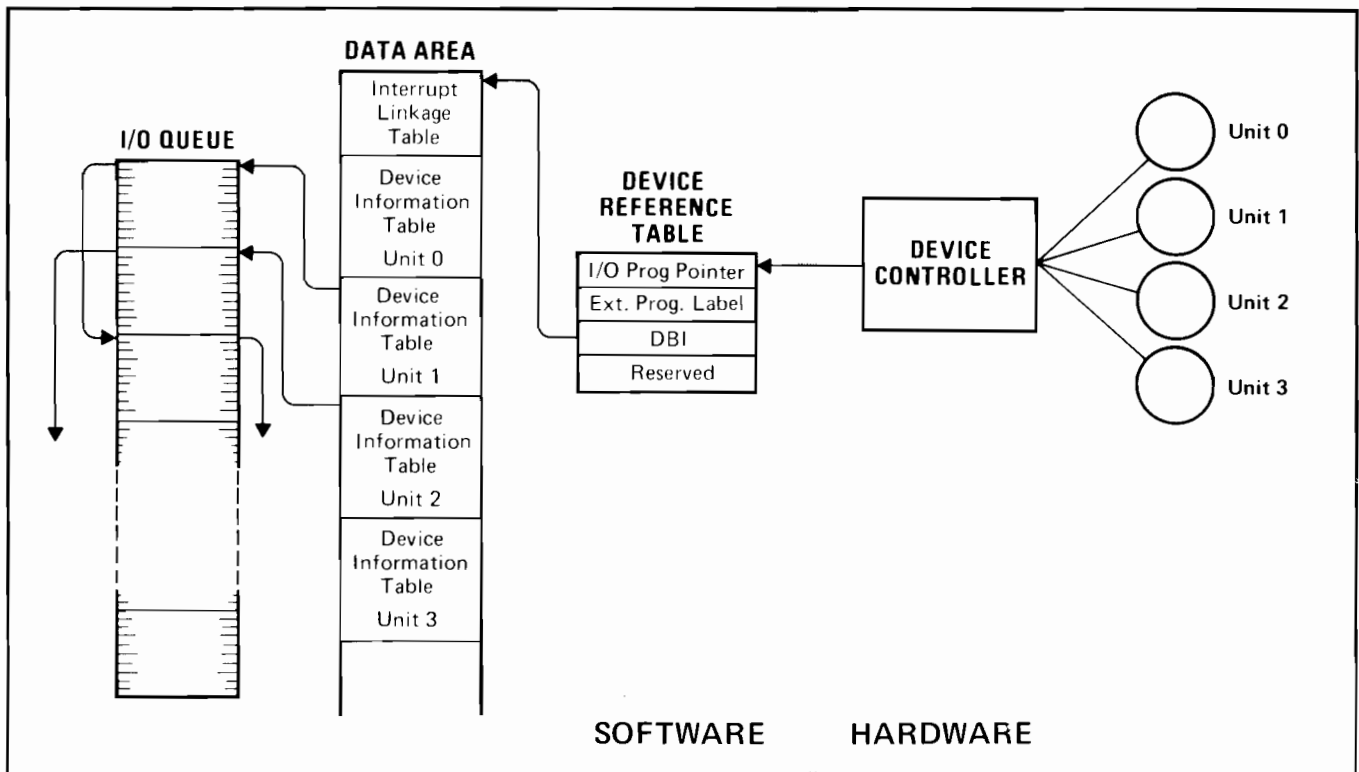 I/O QUEUE
DATA AREA
Interrupt
Linkage
Table
Device
Information
Table
Unit 0
Device
Information
Table
Unit 1
Device
Information
Table
Unit 2
Device
Information
Table
Unit 3
DEVICE
REFERENCE
TABLE
I/O Prog Pointer
Ext. Prog. Label
DBI
Reserved
DEVICE
CONTROLLER
Unit 0
Unit 1
Unit 2
Unit 3
SOFTWARE
HARDWARE